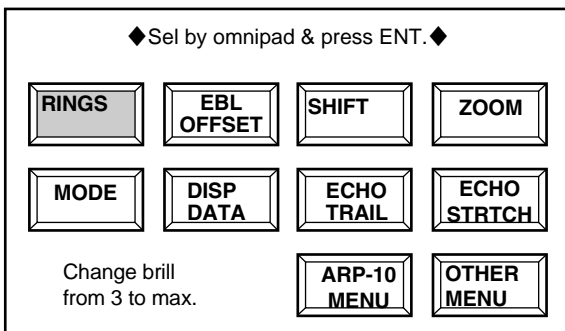 ◆Sel by omnipad & press ENT.◆
RINGS
EBL
OFFSET
SHIFT
ZOOM
MODE
DISP
DATA
ECHO
TRAIL
ECHO
STRTCH
Change brill
from 3 to max.
ARP-10
MENU
OTHER
MENU